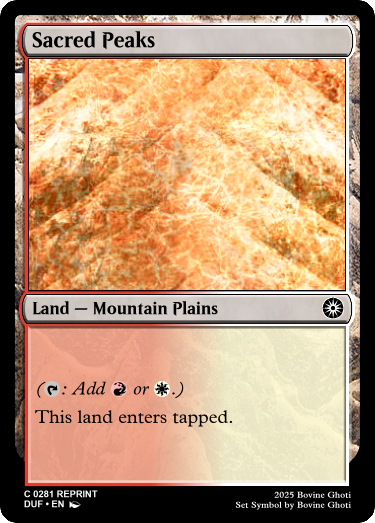 Sacred Peaks
Land — Mountain Plains
(: Add or .)
This land enters tapped.
C 0281 REPRINT
DUF • EN
2025 Bovine Ghoti
Set Symbol by Bovine Ghoti